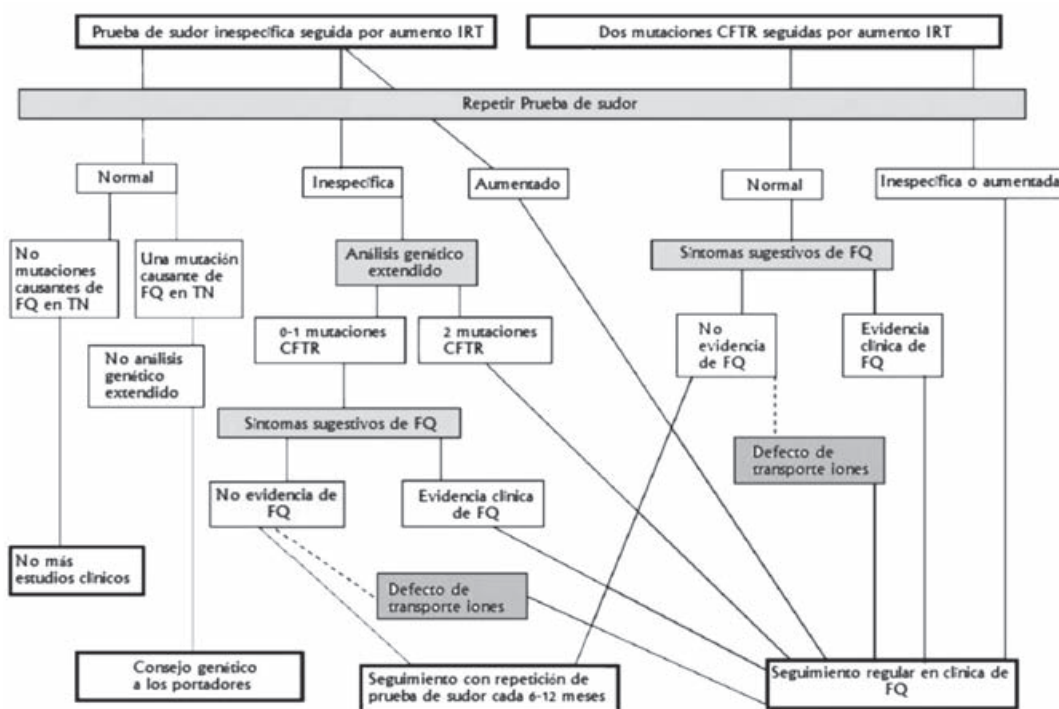 Prueba de sudor inespecífica seguida por aumento IRT
Dos mutaciones CFTR seguidas por aumento IRT
Repetir Prueba de sudor
Normal
Inespecífica
Aumentado
Normal
Inespecífica o aumentada
No
mutaciones
causantes de
FQ en TN
Una mutación
causante de
FQ en TN
Análisis genético
extendido
Síntomas sugestivos de FQ
0-1 mutaciones
CFTR
2 mutaciones
CFTR
No
evidencia
de FQ
Evidencia
clínica de
FQ
No análisis
genético
extendido
Síntomas sugestivos de FQ
Defecto de
transporte iones
No evidencia de
FQ
Evidencia clínica
de FQ
No más
estudios clínicos
Defecto de
transporte iones
Consejo genético
a los portadores
Seguimiento con repetición de
prueba de sudor cada 6-12 meses
Seguimiento regular en clínica de
FQ